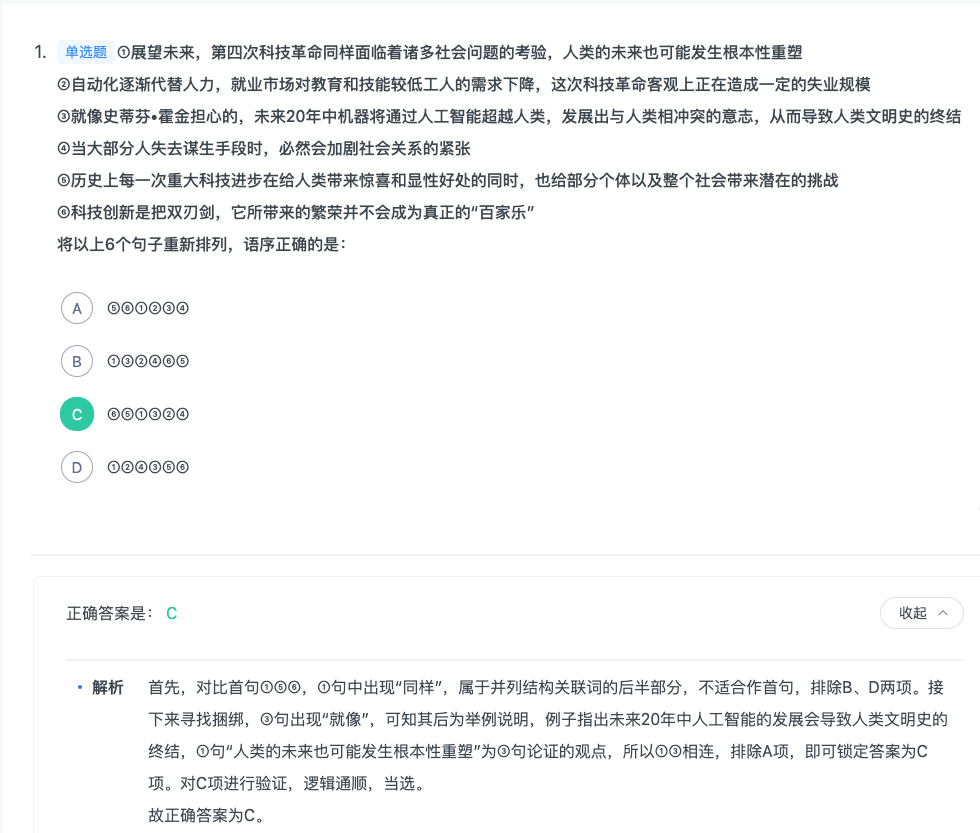 1. 单选题 ①展望未来，第四次科技革命同样面临着诸多社会问题的考验，人类的未来也可能发生根本性重塑
②自动化逐渐代替人力，就业市场对教育和技能较低工人的需求下降，这次科技革命客观上正在造成一定的失业规模
③就像史蒂芬•霍金担心的，未来20年中机器将通过人工智能超越人类，发展出与人类相冲突的意志，从而导致人类文明史的终结
④当大部分人失去谋生手段时，必然会加剧社会关系的紧张
⑤历史上每一次重大科技进步在给人类带来惊喜和显性好处的同时，也给部分个体以及整个社会带来潜在的挑战
⑥科技创新是把双刃剑，它所带来的繁荣并不会成为真正的“百家乐”
将以上6个句子重新排列，语序正确的是：
A ⑤⑥①②③④
B ①③②④⑥⑤
C ⑥⑤①③②④
D ①②④③⑤⑥
正确答案是： C
收起
解析 首先，对比首句①⑤⑥，①句中出现“同样”，属于并列结构关联词的后半部分，不适合作首句，排除B、D两项。接
下来寻找捆绑，③句出现“就像”，可知其后为举例说明，例子指出未来20年中人工智能的发展会导致人类文明史的
终结，①句“人类的未来也可能发生根本性重塑”为③句论证的观点，所以①③相连，排除A项，即可锁定答案为C
项。对C项进行验证，逻辑通顺，当选。
故正确答案为C。